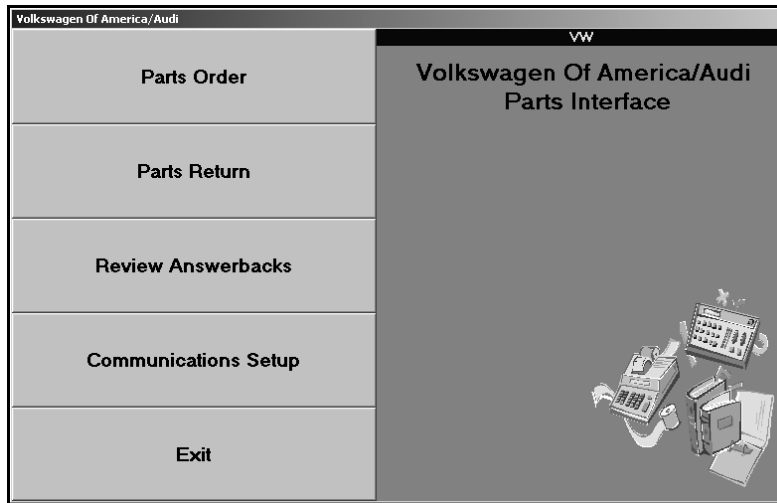 Volkswagen Of America/Audi
Parts Order
Parts Return
Review Answerbacks
Communications Setup
Exit
VW
Volkswagen Of America/Audi
Parts Interface